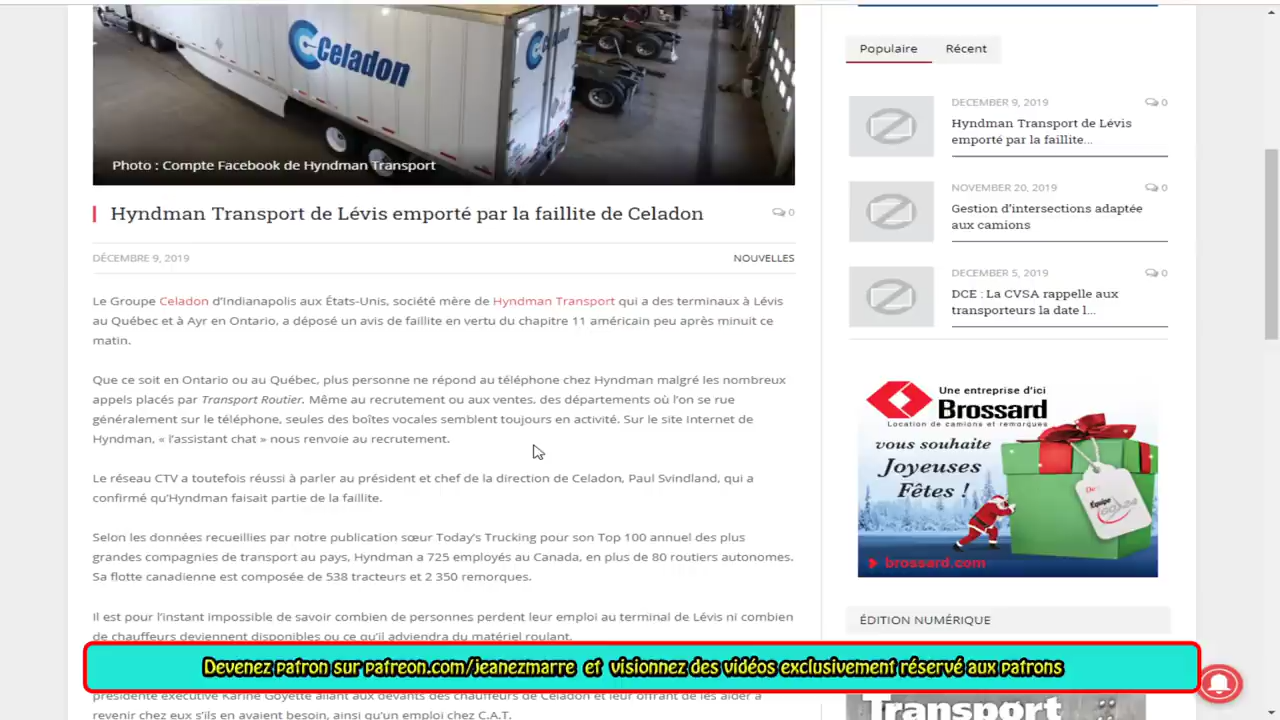 Celadon
Photo : Compte Facebook de Hyndman Transport
Hyndman Transport de Lévis emporté par la faillite de Celadon
0
DÉCEMBRE 9, 2019
NOUVELLES
Le Groupe Celadon d’Indianapolis aux États-Unis, société mère de Hyndman Transport qui a des terminaux à Lévis
au Québec et à Ayr en Ontario, a déposé un avis de faillite en vertu du chapitre 11 américain peu après minuit ce
matin.
Que ce soit en Ontario ou au Québec, plus personne ne répond au téléphone chez Hyndman malgré les nombreux
appels placés par Transport Routier. Même au recrutement ou aux ventes, des départements où l’on se rue
généralement sur le téléphone, seules des boîtes vocales semblent toujours en activité. Sur le site Internet de
Hyndman, « l’assistant chat » nous renvoie au recrutement.
Le réseau CTV a toutefois réussi à parler au président et chef de la direction de Celadon, Paul Svindland, qui a
confirmé qu’Hyndman faisait partie de la faillite.
Selon les données recueillies par notre publication sœur Today’s Trucking pour son Top 100 annuel des plus
grandes compagnies de transport au pays, Hyndman a 725 employés au Canada, en plus de 80 routiers autonomes.
Sa flotte canadienne est composée de 538 tracteurs et 2 350 remorques.
Il est pour l’instant impossible de savoir combien de personnes perdent leur emploi au terminal de Lévis ni combien
de chauffeurs deviennent disponibles ou ce qu’il adviendra du matériel roulant.
présidente exécutive Karine Goyette allant aux devants des chauffeurs de Celadon et leur offrant de les aider à
revenir chez eux s’ils en avaient besoin, ainsi qu’un emploi chez C.A.T.
Populaire
Récent
DECEMBER 9, 2019
0
Hyndman Transport de Lévis
emporté par la faillite...
NOVEMBER 20, 2019
0
Gestion d’intersections adaptée
aux camions
DECEMBER 5, 2019
0
DCE : La CVSA rappelle aux
transporteurs la date l...
Une entreprise d’ici
Brossard
Location de camions et remorques
vous souhaite
Joyeuses
Fêtes !
brossard.com
ÉDITION NUMÉRIQUE
Transport
Devenez patron sur patreon.com/jeanezmarre et visionnez des vidéos exclusivement réservé aux patrons